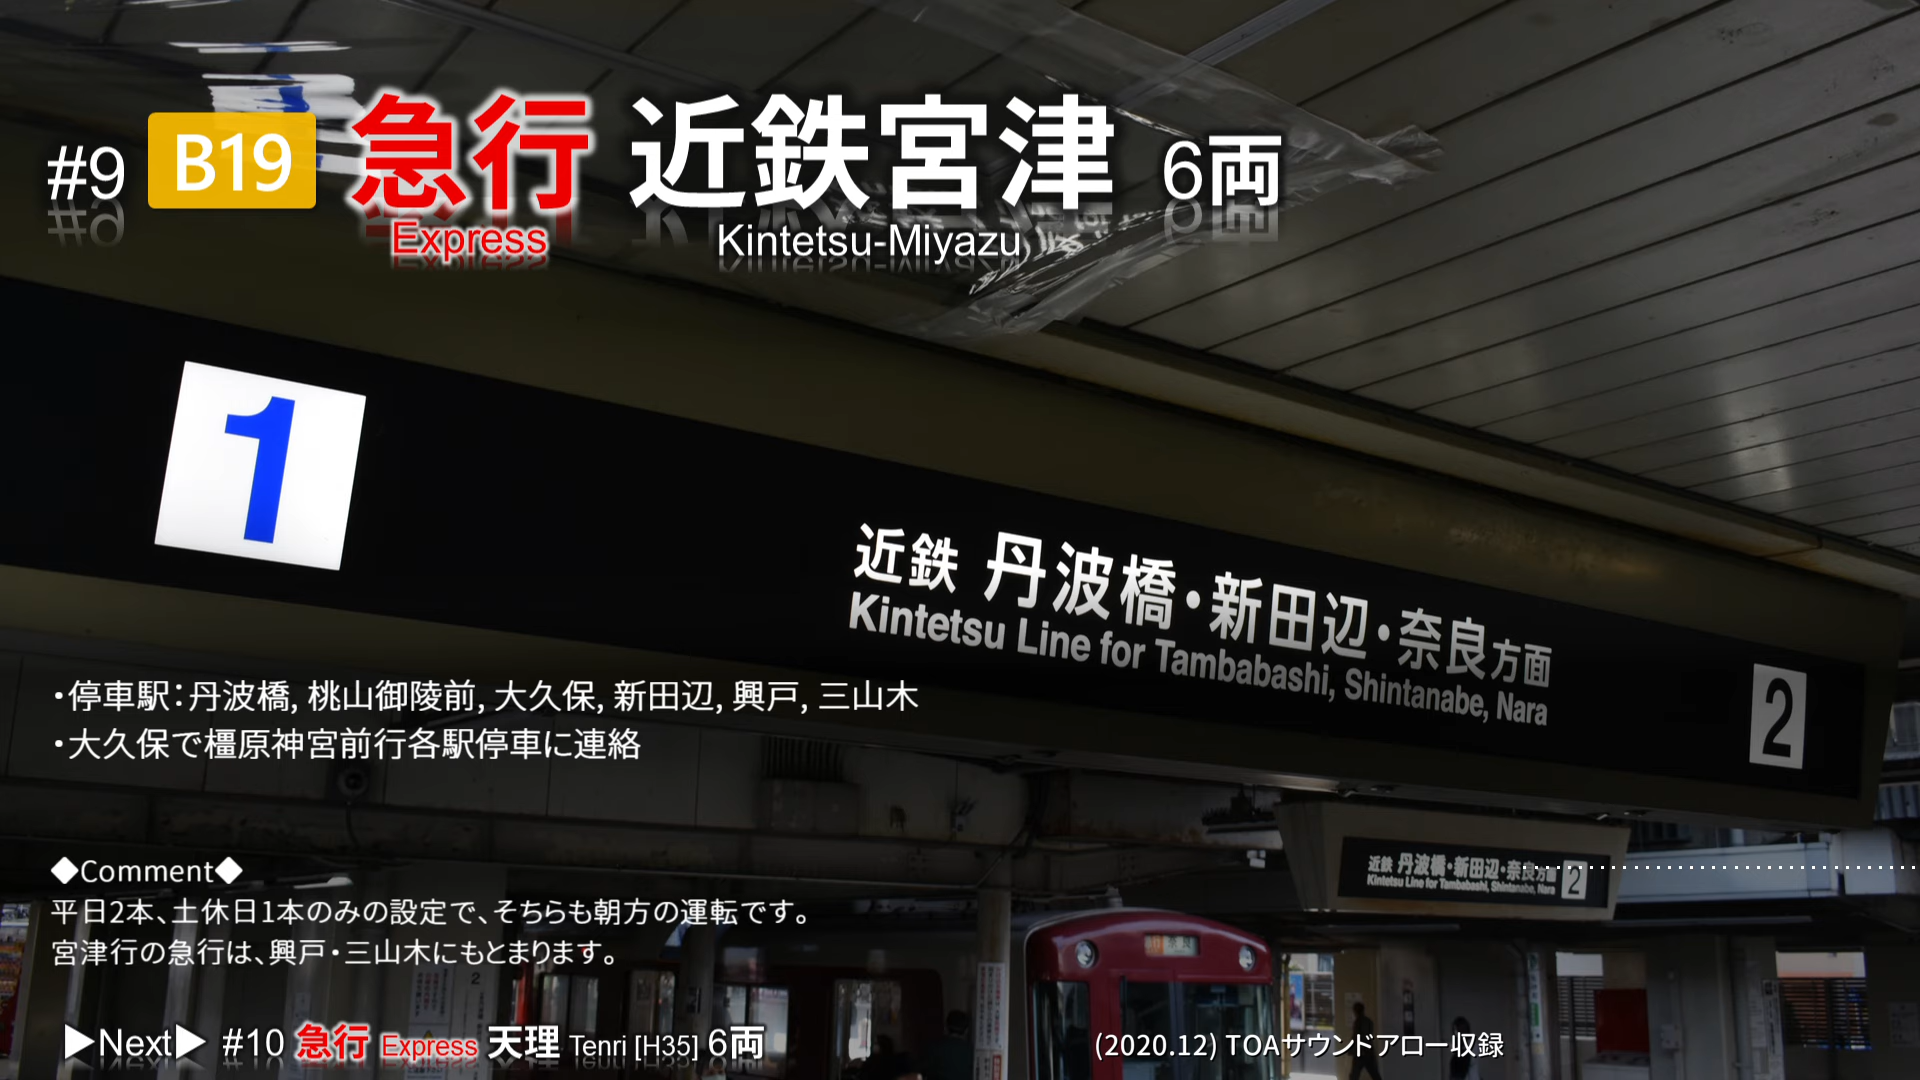 #9 B19 急行 近鉄宮津 6両
Express Kintetsu-Miyazu
1
近鉄 丹波橋・新田辺・奈良方面
Kintetsu Line for Tambabashi, Shintanabe, Nara
2
・停車駅：丹波橋, 桃山御陵前, 大久保, 新田辺, 興戸, 三山木
・大久保で橿原神宮前行各駅停車に連絡
近鉄 丹波橋・新田辺・奈良方面
Kintetsu Line for Tambabashi, Shintanabe, Nara
2
◆Comment◆
平日2本、土休日1本のみの設定で、そちらも朝方の運転です。
宮津行の急行は、興戸・三山木にもとまります。
▶Next▶ #10 急行 Express 天理 Tenri [H35] 6両
(2020.12) TOAサウンドアロー収録